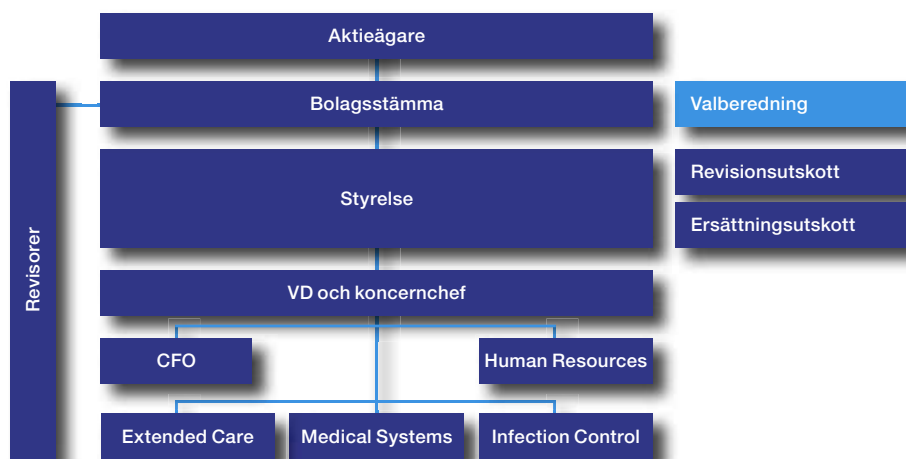 Aktieägare
Bolagsstämma
Valberedning
Styrelse
Revisionsutskott
Ersättningsutskott
Revisorer
VD och koncernchef
CFO
Human Resources
Extended Care
Medical Systems
Infection Control